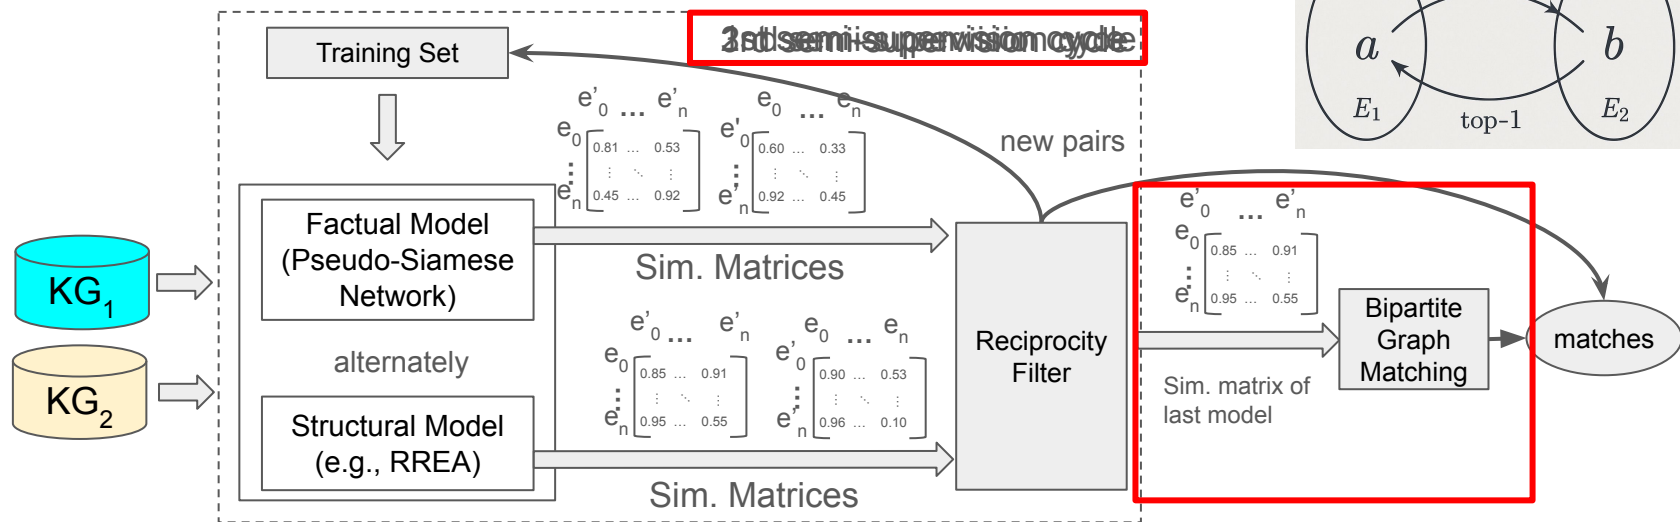 Training Set
a
b
E1
E2
top-1
e'0 ... e'n
e0
⋮
en
0.81 ... 0.53
⋮ ⋱ ⋮
0.45 ... 0.92
e0 ... en
e'0
⋮
e'n
0.60 ... 0.33
⋮ ⋱ ⋮
0.92 ... 0.45
new pairs
Factual Model
(Pseudo-Siamese
Network)
Sim. Matrices
KG1
KG2
alternately
Structural Model
(e.g., RREA)
e'0 ... e'n
e0
⋮
en
0.85 ... 0.91
⋮ ⋱ ⋮
0.95 ... 0.55
e0 ... en
e'0
⋮
e'n
0.90 ... 0.53
⋮ ⋱ ⋮
0.96 ... 0.10
Sim. Matrices
Reciprocity
Filter
e'0 ... e'n
e0
⋮
en
0.85 ... 0.91
⋮ ⋱ ⋮
0.95 ... 0.55
Sim. matrix of
last model
Bipartite
Graph
Matching
matches